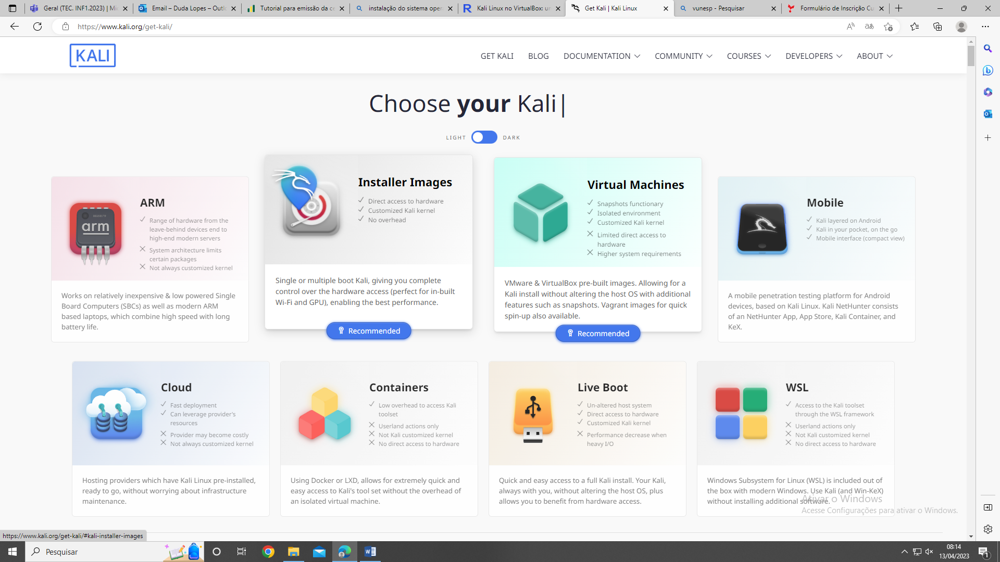 Geral (TEC. INF1.2023) | Mi
Email – Duda Lopes – Outl
Tutorial para emissão da ce
instalação do sistema oper
Kali Linux no VirtualBox: u
Get Kali | Kali Linux
vunesp - Pesquisar
Formulário de Inscrição Cu
https://www.kali.org/get-kali/
KALI
GET KALI
BLOG
DOCUMENTATION
COMMUNITY
COURSES
DEVELOPERS
ABOUT
Choose your Kali|
LIGHT
DARK
arm
ARM
Range of hardware from the
leave-behind devices end to
high-end modern servers
System architecture limits
certain packages
Not always customized kernel
Works on relatively inexpensive & low powered Single
Board Computers (SBCs) as well as modern ARM
based laptops, which combine high speed with long
battery life.
Installer Images
Direct access to hardware
Customized Kali kernel
No overhead
Single or multiple boot Kali, giving you complete
control over the hardware access (perfect for in-built
Wi-Fi and GPU), enabling the best performance.
Recommended
Virtual Machines
Snapshots functionary
Isolated environment
Customized Kali kernel
Limited direct access to
hardware
Higher system requirements
VMware & VirtualBox pre-built images. Allowing for a
Kali install without altering the host OS with additional
features such as snapshots. Vagrant images for quick
spin-up also available.
Recommended
Mobile
Kali layered on Android
Kali in your pocket, on the go
Mobile interface (compact view)
A mobile penetration testing platform for Android
devices, based on Kali Linux. Kali NetHunter consists
of an NetHunter App, App Store, Kali Container, and
KeX.
Cloud
Fast deployment
Can leverage provider's
resources
Provider may become costly
Not always customized kernel
Hosting providers which have Kali Linux pre-installed,
ready to go, without worrying about infrastructure
maintenance.
Containers
Low overhead to access Kali
toolset
Userland actions only
Not Kali customized kernel
No direct access to hardware
Using Docker or LXD, allows for extremely quick and
easy access to Kali's tool set without the overhead of
an isolated virtual machine.
Live Boot
Un-altered host system
Direct access to hardware
Customized Kali kernel
Performance decrease when
heavy I/O
Quick and easy access to a full Kali install. Your Kali,
always with you, without altering the host OS, plus
allows you to benefit from hardware access.
WSL
Access to the Kali toolset
through the WSL framework
Userland actions only
Not Kali customized kernel
No direct access to hardware
Windows Subsystem for Linux (WSL) is included out of
the box with modern Windows. Use Kali (and Win-KeX)
without installing additional software.
Ativar o Windows
Acesse Configurações para ativar o Windows.
https://www.kali.org/get-kali/#kali-installer-images
Pesquisar
08:14
13/04/2023
1